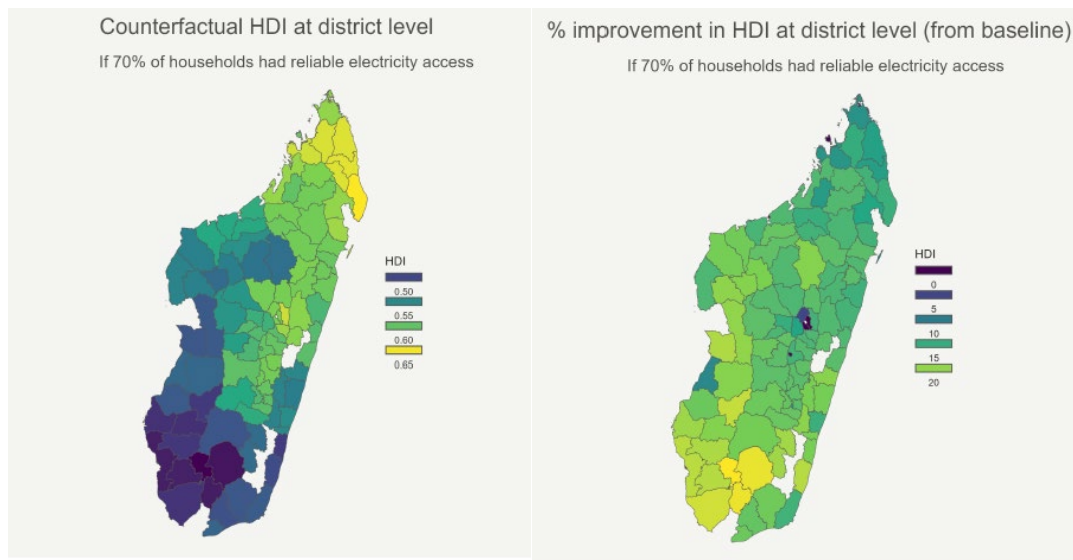 Counterfactual HDI at district level
If 70% of households had reliable electricity access
HDI
0.50
0.55
0.60
0.65
% improvement in HDI at district level (from baseline)
If 70% of households had reliable electricity access
HDI
0
5
10
15
20